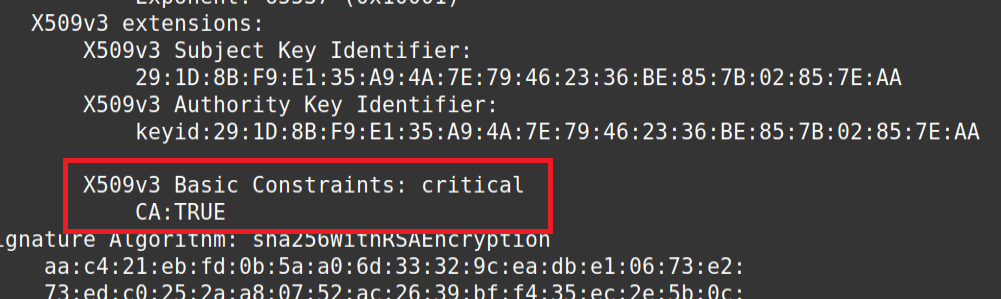 Exponent: 65537 (0x10001)
X509v3 extensions:
X509v3 Subject Key Identifier:
29:1D:8B:F9:E1:35:A9:4A:7E:79:46:23:36:BE:85:7B:02:85:7E:AA
X509v3 Authority Key Identifier:
keyid:29:1D:8B:F9:E1:35:A9:4A:7E:79:46:23:36:BE:85:7B:02:85:7E:AA
X509v3 Basic Constraints: critical
CA:TRUE
ignature Algorithm: sha256WithRSAEncryption
aa:c4:21:eb:fd:0b:5a:a0:6d:33:32:9c:ea:db:e1:06:73:e2:
73:ed:c0:25:2a:a8:07:52:ac:26:39:bf:f4:35:ec:2e:5b:0c: